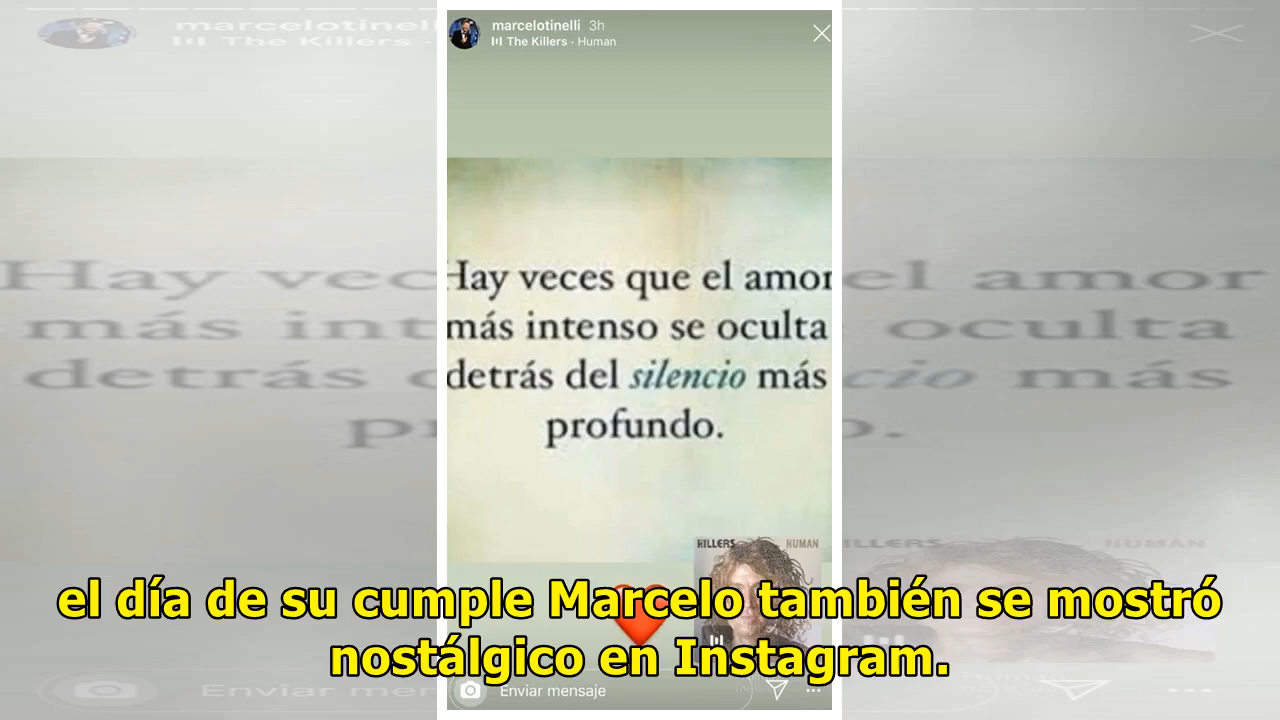 marcelotinelli 3h
The Killers · Human
Hay veces que el amor
más intenso se oculta
detrás del silencio más
profundo.
KILLERS HUMAN
el día de su cumple Marcelo también se mostró
nostálgico en Instagram.
Enviar mensaje